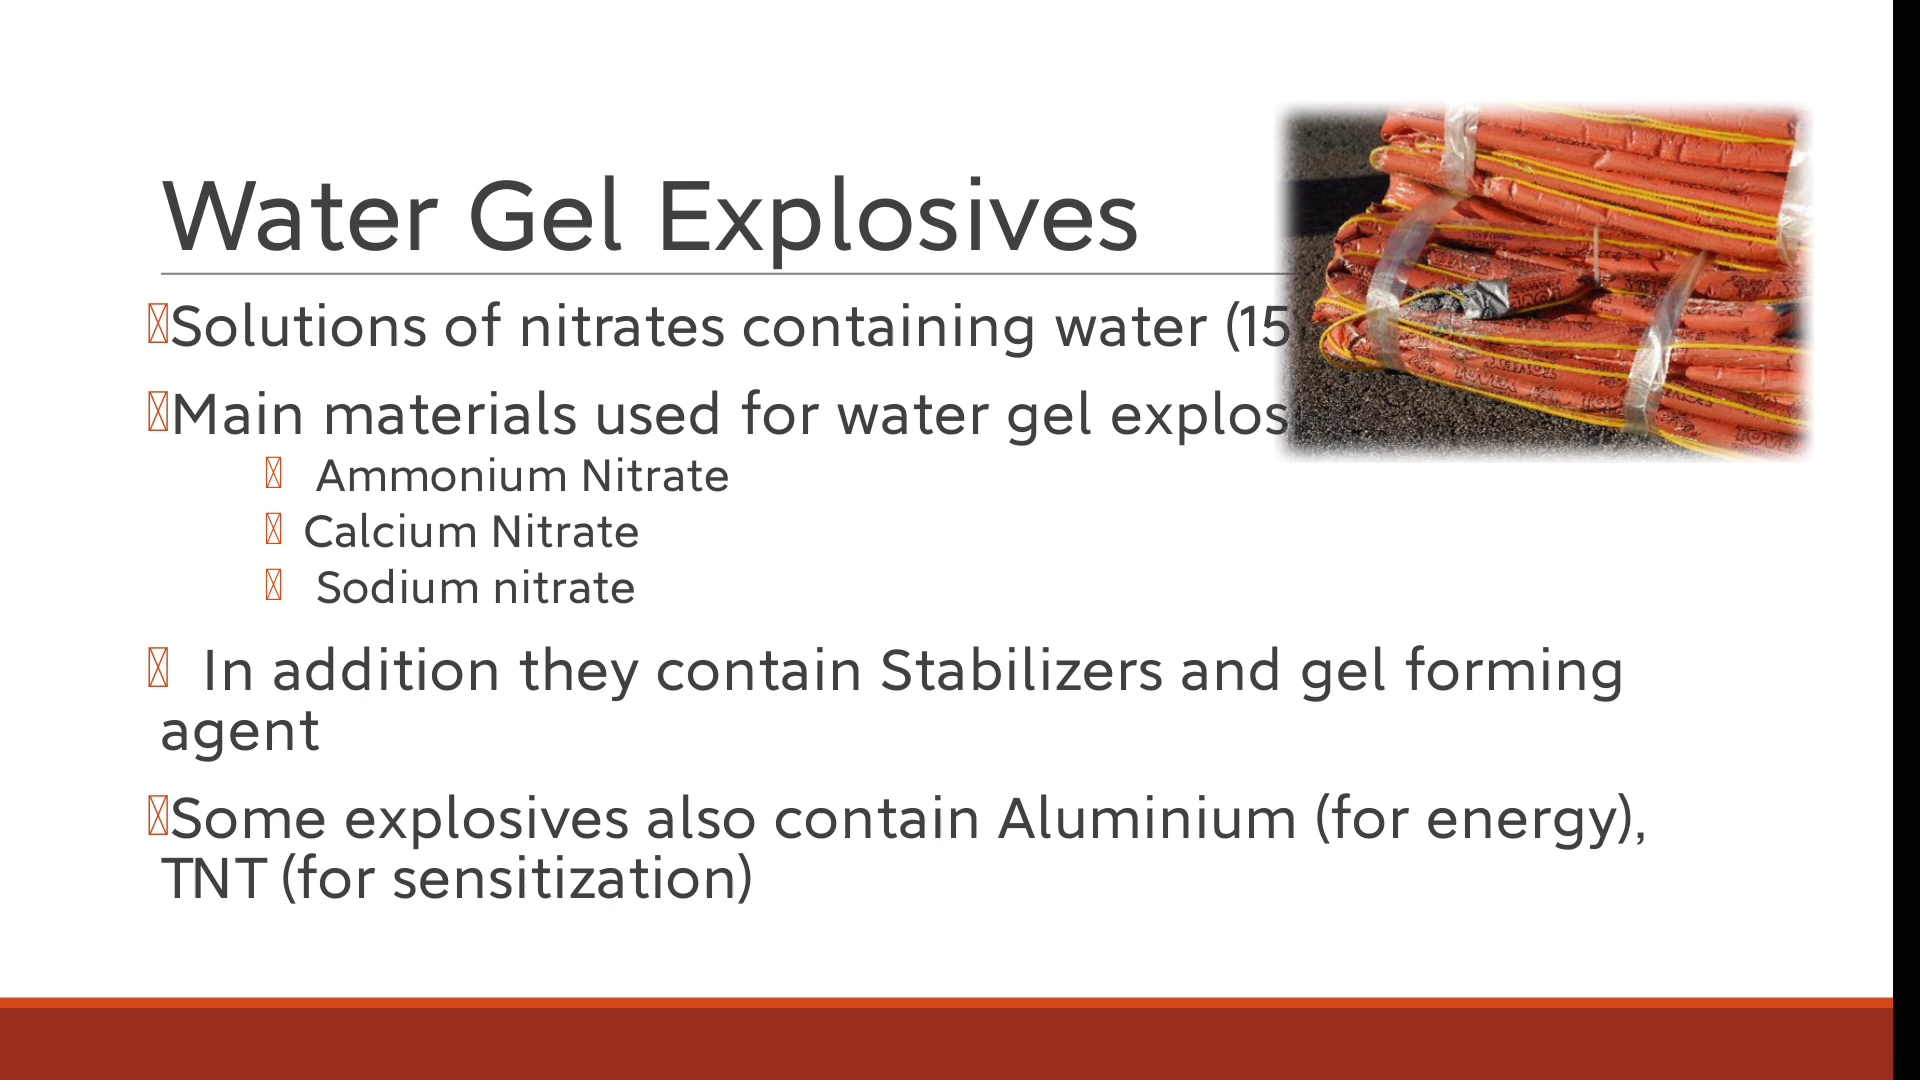 Water Gel Explosives
Solutions of nitrates containing water (15
Main materials used for water gel explos
Ammonium Nitrate
Calcium Nitrate
Sodium nitrate
In addition they contain Stabilizers and gel forming
agent
Some explosives also contain Aluminium (for energy),
TNT (for sensitization)
TOVEX